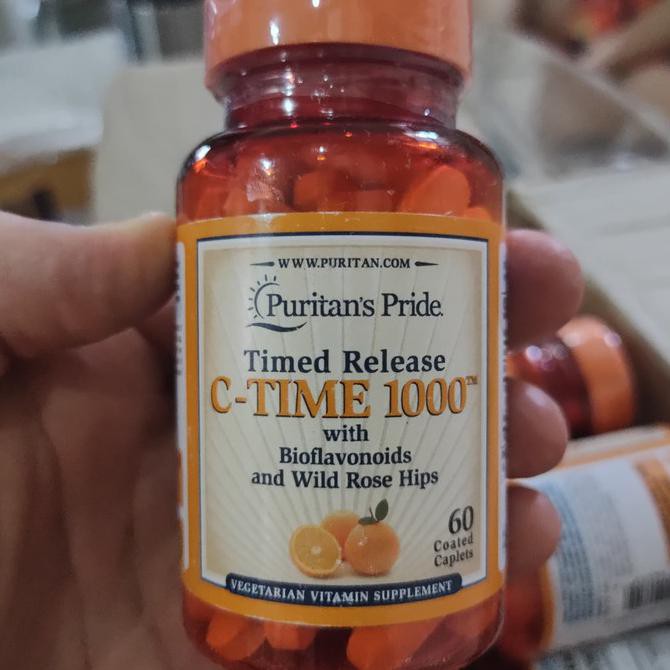 WWW.PURITAN.COM
Puritan's Pride.
Timed Release
C-TIME 1000™
with
Bioflavonoids
and Wild Rose Hips
60
Coated
Caplets
VEGETARIAN VITAMIN SUPPLEMENT